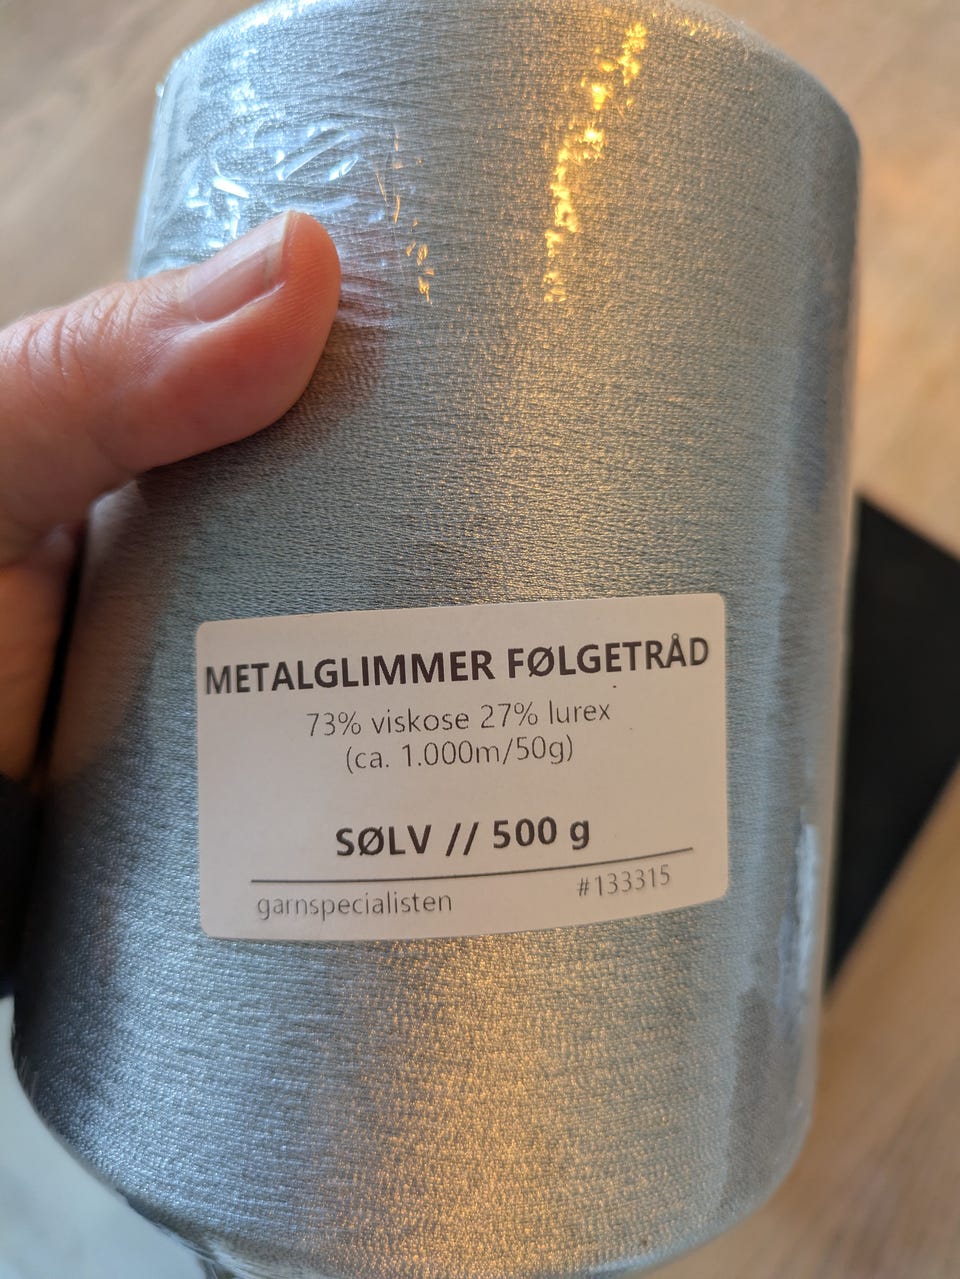 METALGLIMMER FØLGETRÅD
73% viskose 27% lurex
(ca. 1.000m/50g)
SØLV // 500 g
garnspecialisten #133315